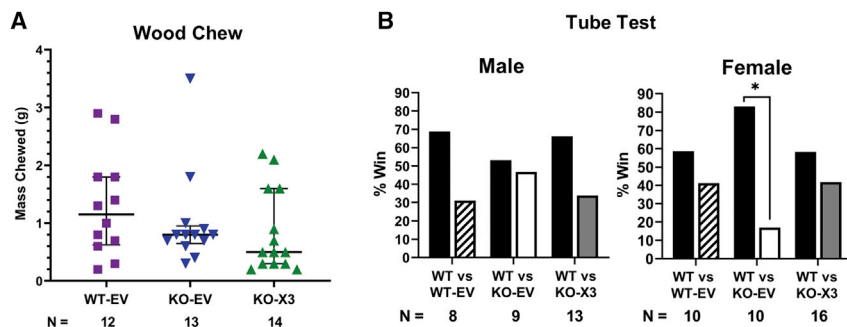 A
Wood Chew
Mass Chewed (g)
4
3
2
1
0
WT-EV KO-EV KO-X3
N = 12 13 14
B
Tube Test
Male
% Win
90
80
70
60
50
40
30
20
10
0
WT vs WT-EV
WT vs KO-EV
WT vs KO-X3
N = 8 9 13
Female
% Win
90
80
70
60
50
40
30
20
10
0
*
WT vs WT-EV
WT vs KO-EV
WT vs KO-X3
10 10 16